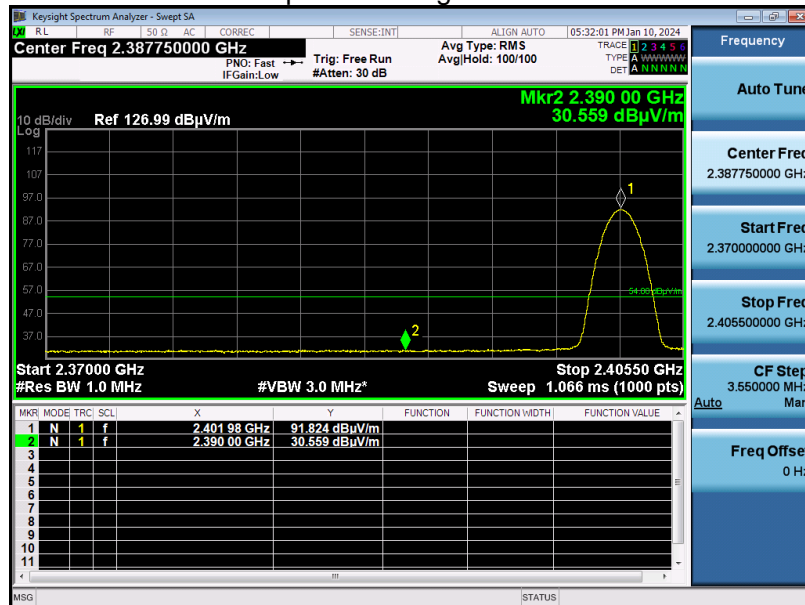 Keysight Spectrum Analyzer - Swept SA
RL RF 50 Ω AC CORREC SENSE:INT ALIGN AUTO 05:32:01 PM Jan 10, 2024
Center Freq 2.387750000 GHz Avg Type: RMS TRACE 1 2 3 4 5 6
PNO: Fast Trig: Free Run Avg|Hold: 100/100 TYPE A WWWWW
IFGain:Low #Atten: 30 dB DET A N N N N N
Mkr2 2.390 00 GHz
10 dB/div Ref 126.99 dBµV/m 30.559 dBµV/m
Log
117
107
97.0
1
87.0
77.0
67.0
57.0
54.00 dBµV/m
47.0
37.0
2
Start 2.37000 GHz Stop 2.40550 GHz
#Res BW 1.0 MHz #VBW 3.0 MHz* Sweep 1.066 ms (1000 pts)
MKR MODE TRC SCL X Y FUNCTION FUNCTION WIDTH FUNCTION VALUE
1 N 1 f 2.401 98 GHz 91.824 dBµV/m
2 N 1 f 2.390 00 GHz 30.559 dBµV/m
3
4
5
6
7
8
9
10
11
MSG STATUS
Frequency
Auto Tune
Center Freq
2.387750000 GHz
Start Freq
2.370000000 GHz
Stop Freq
2.405500000 GHz
CF Step
3.550000 MHz
Auto Man
Freq Offset
0 Hz